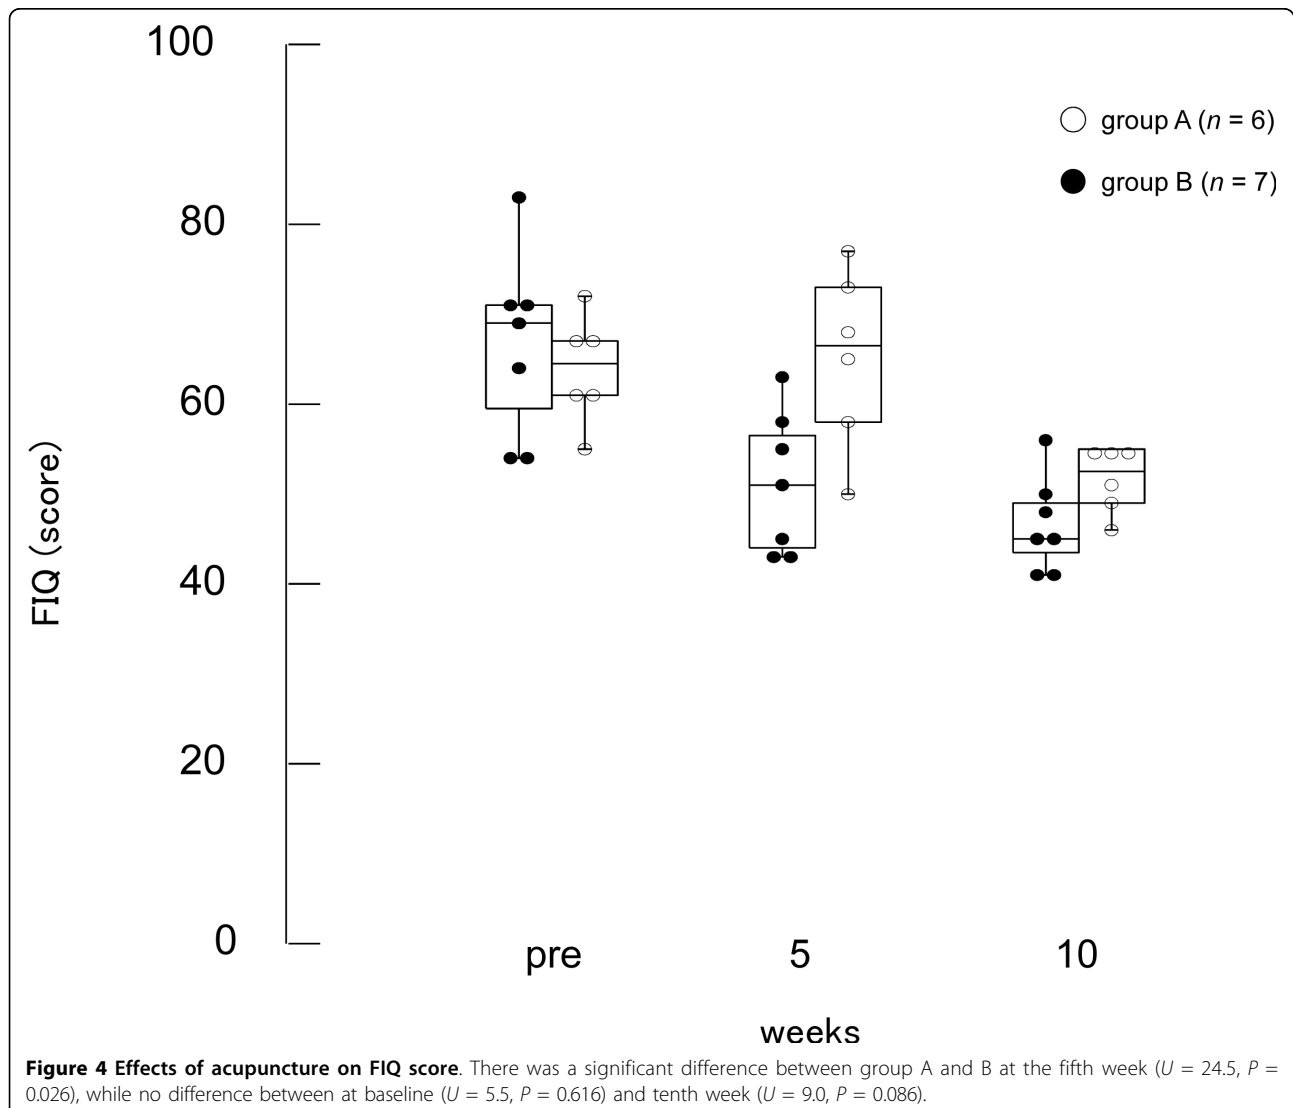 100
group A (n = 6)
group B (n = 7)
80
60
FIQ (score)
40
20
0
pre 5 10
weeks
Figure 4 Effects of acupuncture on FIQ score. There was a significant difference between group A and B at the fifth week (U = 24.5, P =
0.026), while no difference between at baseline (U = 5.5, P = 0.616) and tenth week (U = 9.0, P = 0.086).